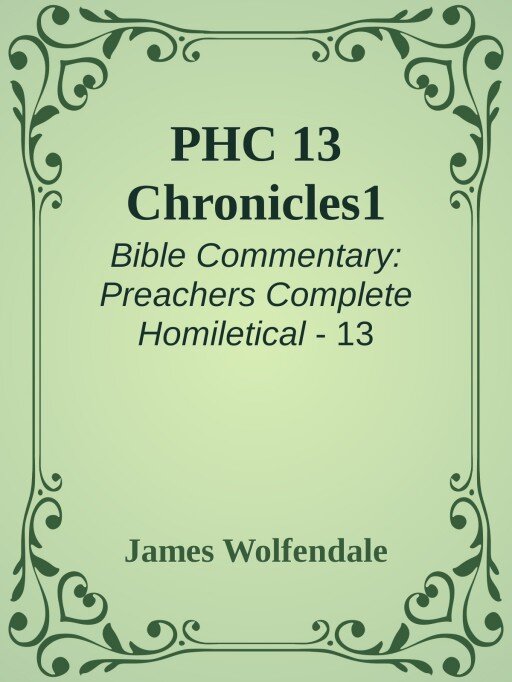 PHC 13
Chronicles1
Bible Commentary:
Preachers Complete
Homiletical - 13
James Wolfendale